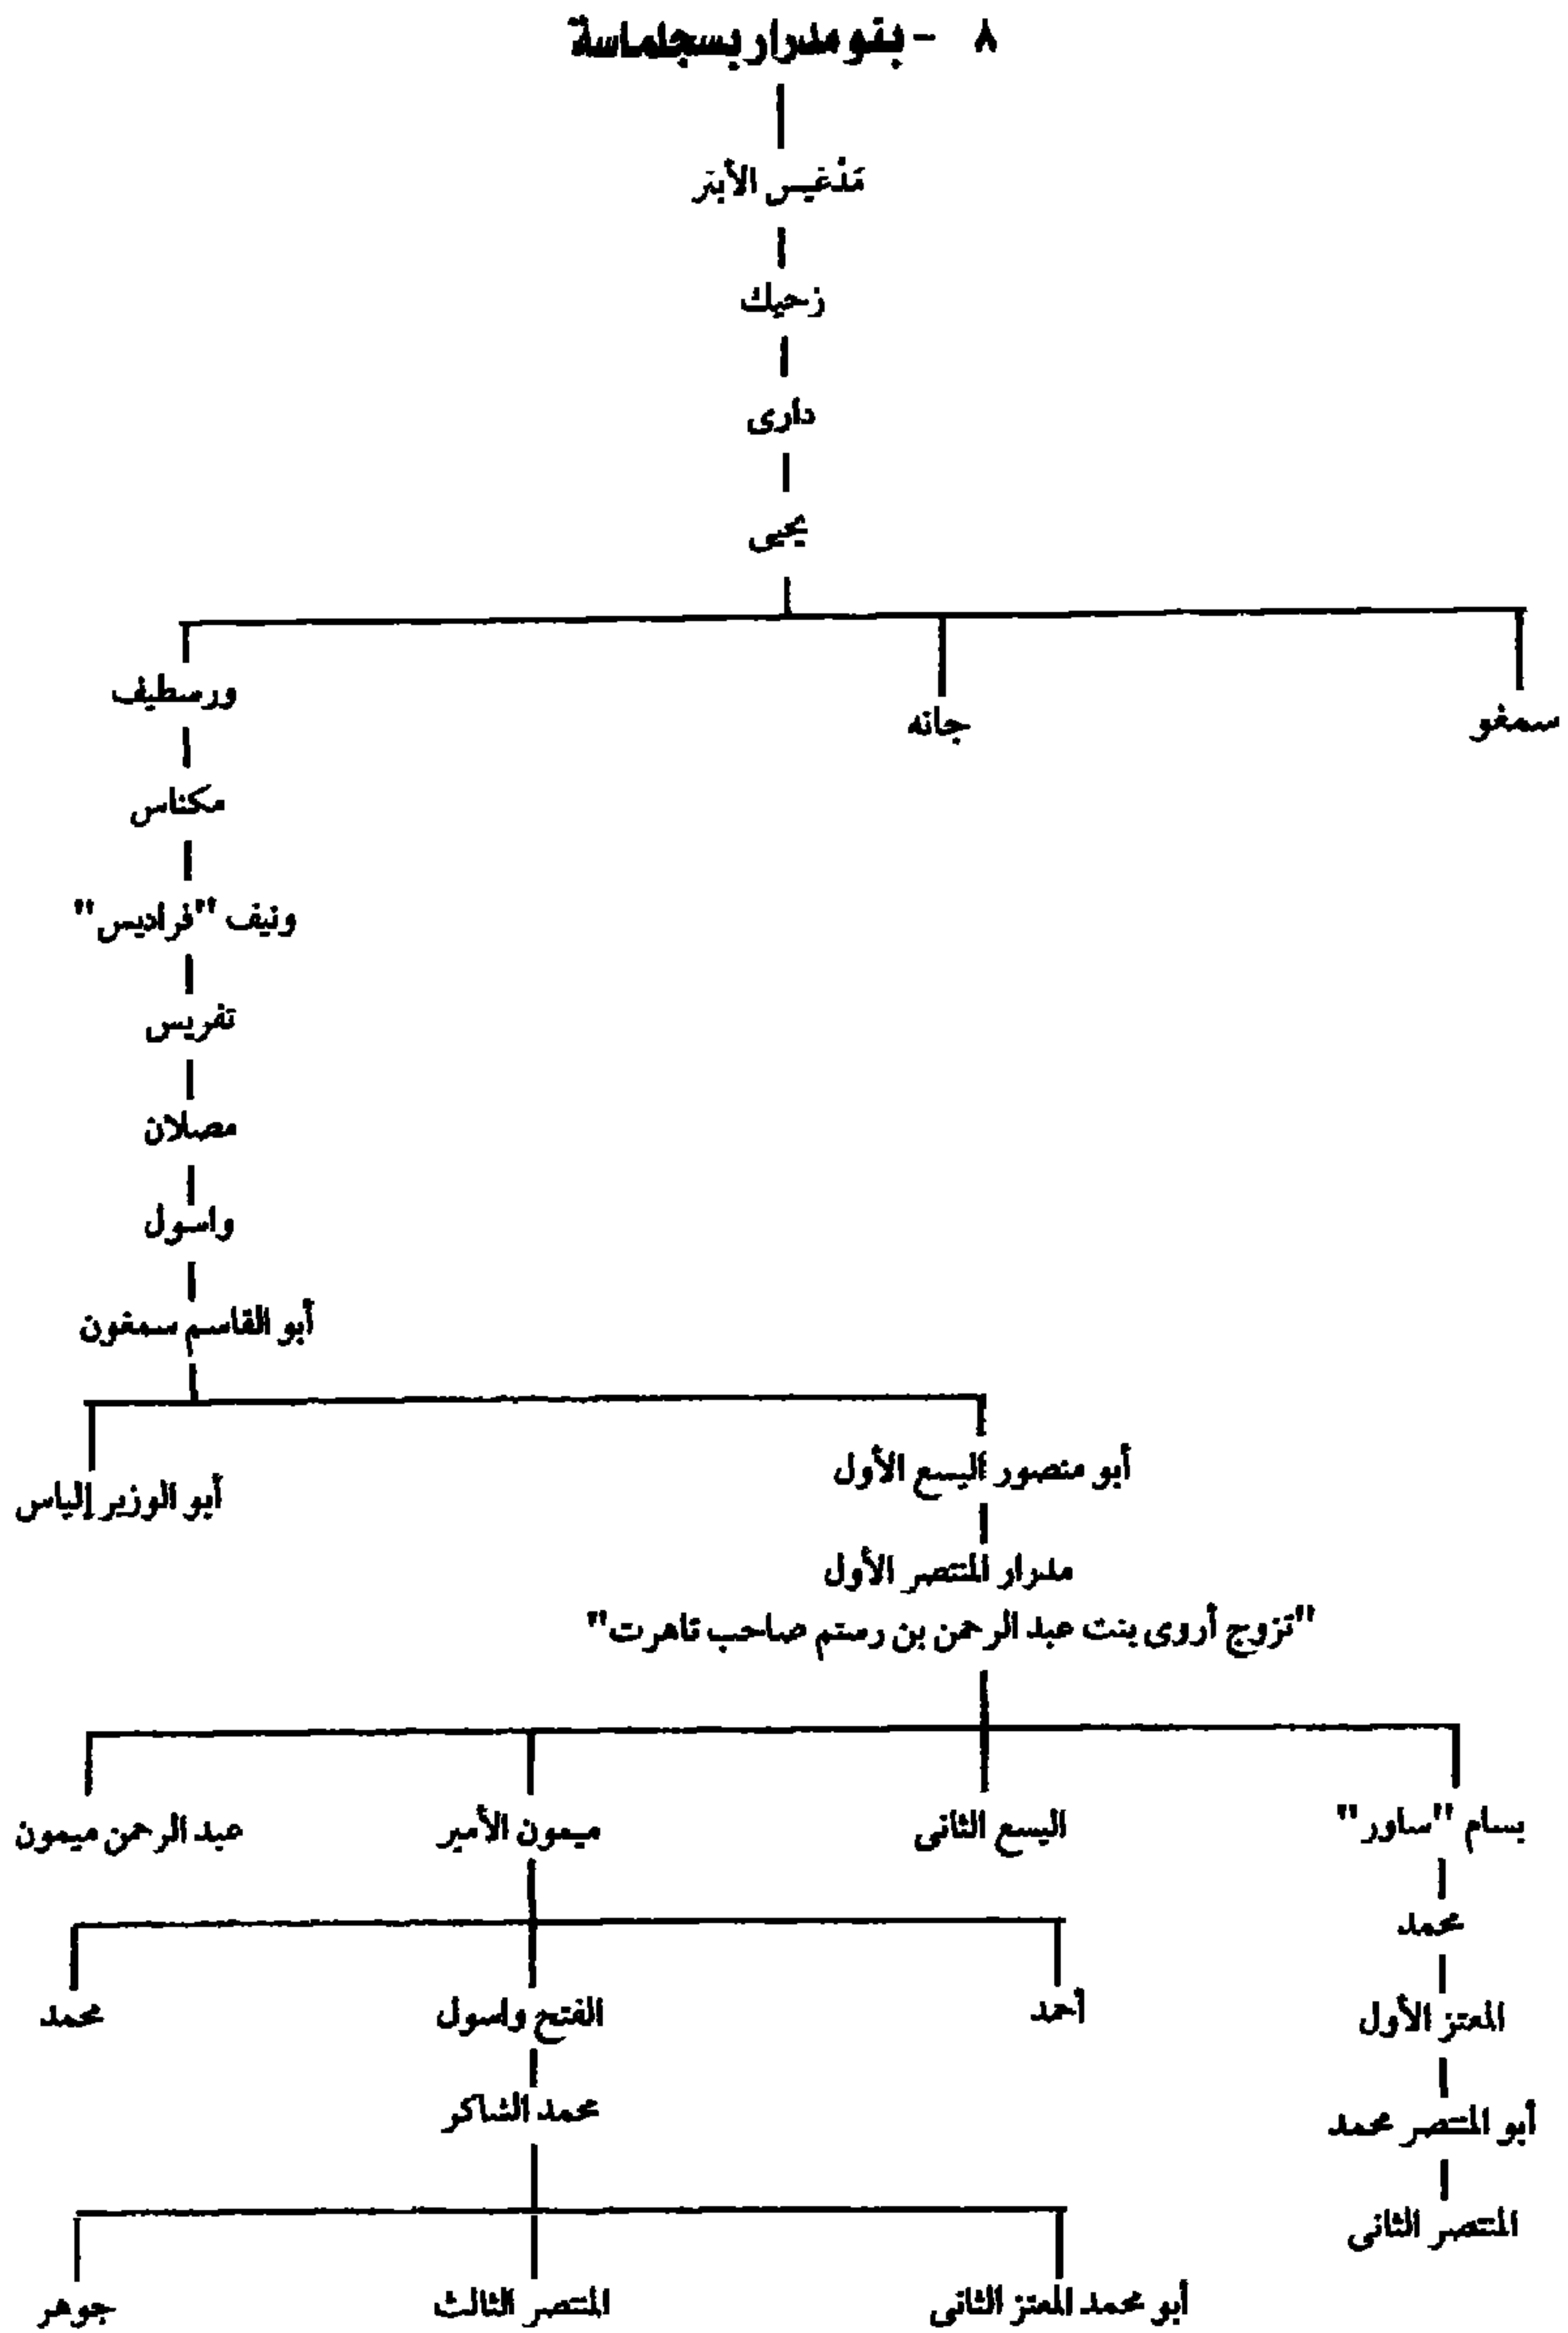 ٨ - بنو مدرار بسجلماسة
مَدْغيس الأبتر
زحيك
دارى
يحيى
سمغو
جانه
ورسطيف
مكناس
ونيف "فراديس"
تفريس
مصلان
واسول
أبو القاسم سمغون
أبو منصور اليسع الأول
أبو الوزير إلياس
مدرار المنتصر الأول
"تزوج أروى بنت عبد الرحمن بن رستم صاحب تاهرت"
بسام "ساور"
اليسع الثانى
ميمون الأمير
عبد الرحمن ميمون
محمد
أحمد
الفتح واسول
محمد
المعتز الأول
محمد الشاكر
أبو المنتصر محمد
المنتصر الثانى
أبو محمد المعتز الثانى
المنتصر الثالث
جوهر